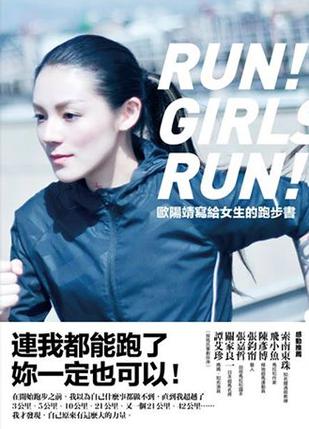 RUN!
GIRLS
RUN!
歐陽靖寫給女生的跑步書
連我都能跑了
妳一定也可以！
在開始跑步之前，我以為自己什麼事都做不到，直到我超越了
3公里、5公里、10公里、21公里、又一個21公里、42公里……
我才發現，自己原來有這麼大的力量。
感動推薦
索南東珠
飛小魚
陳彥博
張鈞甯
藝人
張嘉哲
關家良一
譚艾珍